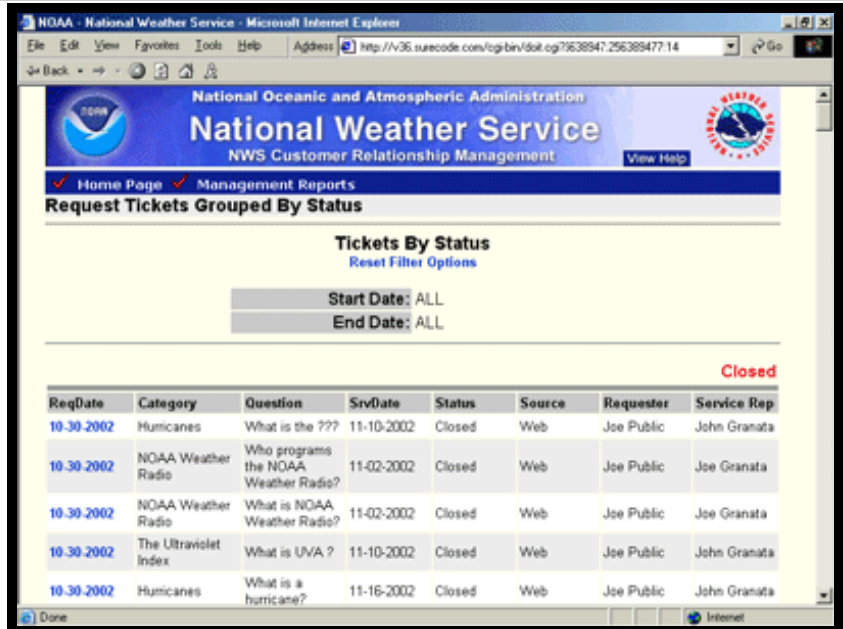 NOAA - National Weather Service - Microsoft Internet Explorer
File Edit View Favorites Tools Help Address http://v36.surecode.com/cgi-bin/doit.cgi?5638947:256389477:14 Go
Back
NOAA
National Oceanic and Atmospheric Administration
National Weather Service
NWS Customer Relationship Management
View Help
Home Page Management Reports
Request Tickets Grouped By Status
Tickets By Status
Reset Filter Options
Start Date: ALL
End Date: ALL
Closed
ReqDate Category Question SrvDate Status Source Requester Service Rep
10-30-2002 Hurricanes What is the ??? 11-10-2002 Closed Web Joe Public John Granata
10-30-2002 NOAA Weather Radio Who programs the NOAA Weather Radio? 11-02-2002 Closed Web Joe Public Joe Granata
10-30-2002 NOAA Weather Radio What is NOAA Weather Radio? 11-02-2002 Closed Web Joe Public Joe Granata
10-30-2002 The Ultraviolet Index What is UVA ? 11-10-2002 Closed Web Joe Public John Granata
10-30-2002 Hurricanes What is a hurricane? 11-16-2002 Closed Web Joe Public John Granata
Done Internet